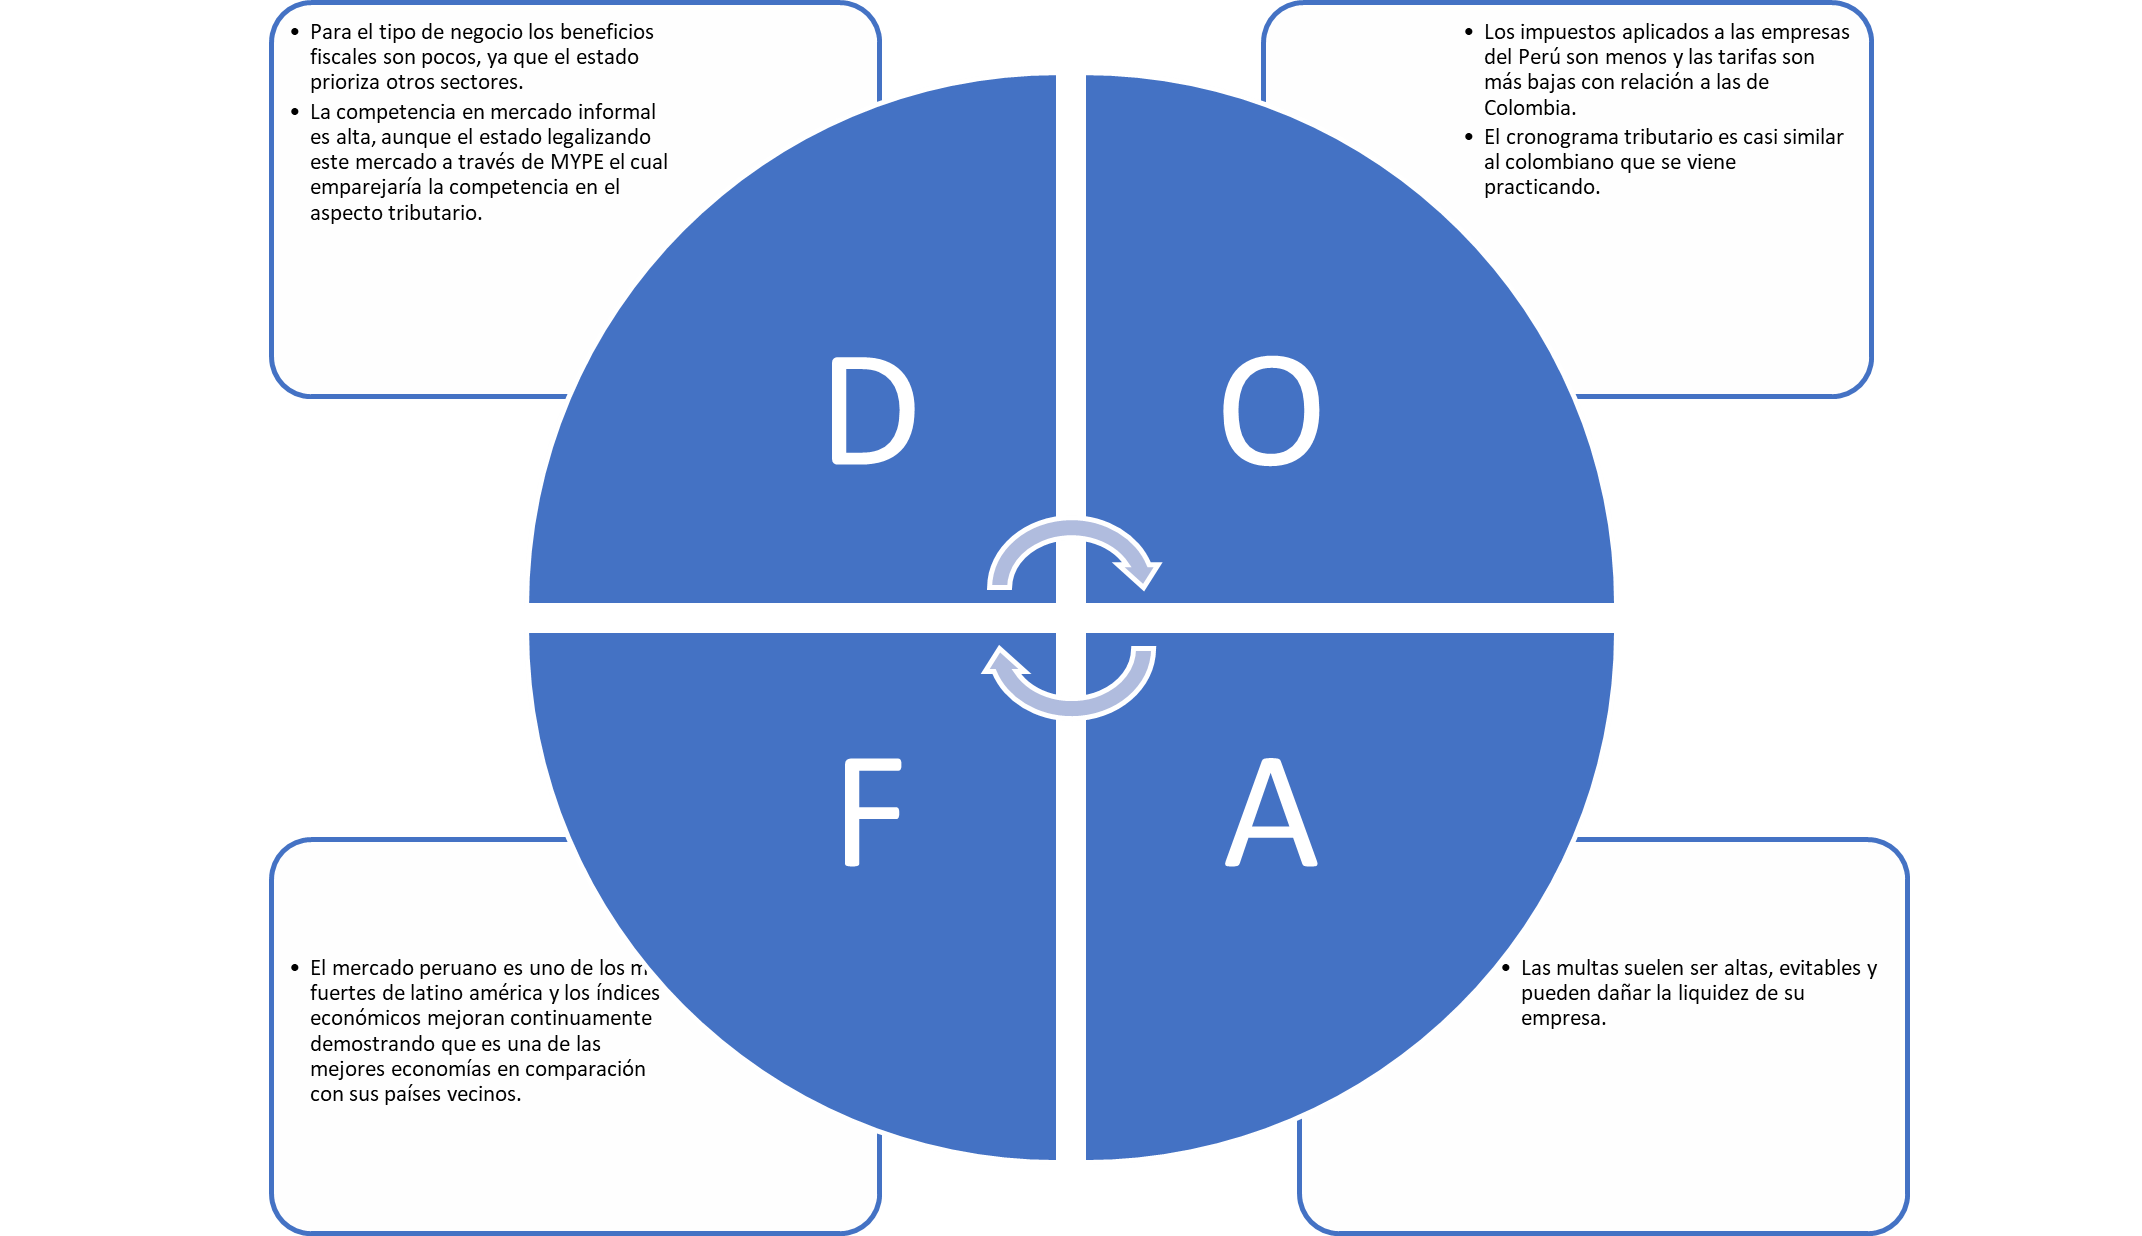 • Para el tipo de negocio los beneficios
fiscales son pocos, ya que el estado
prioriza otros sectores.
• La competencia en mercado informal
es alta, aunque el estado legalizando
este mercado a través de MYPE el cual
emparejaría la competencia en el
aspecto tributario.
• Los impuestos aplicados a las empresas
del Perú son menos y las tarifas son
más bajas con relación a las de
Colombia.
• El cronograma tributario es casi similar
al colombiano que se viene
practicando.
D
O
F
A
• El mercado peruano es uno de los
fuertes de latino américa y los índices
económicos mejoran continuamente
demostrando que es una de las
mejores economías en comparación
con sus países vecinos.
• Las multas suelen ser altas, evitables y
pueden dañar la liquidez de su
empresa.